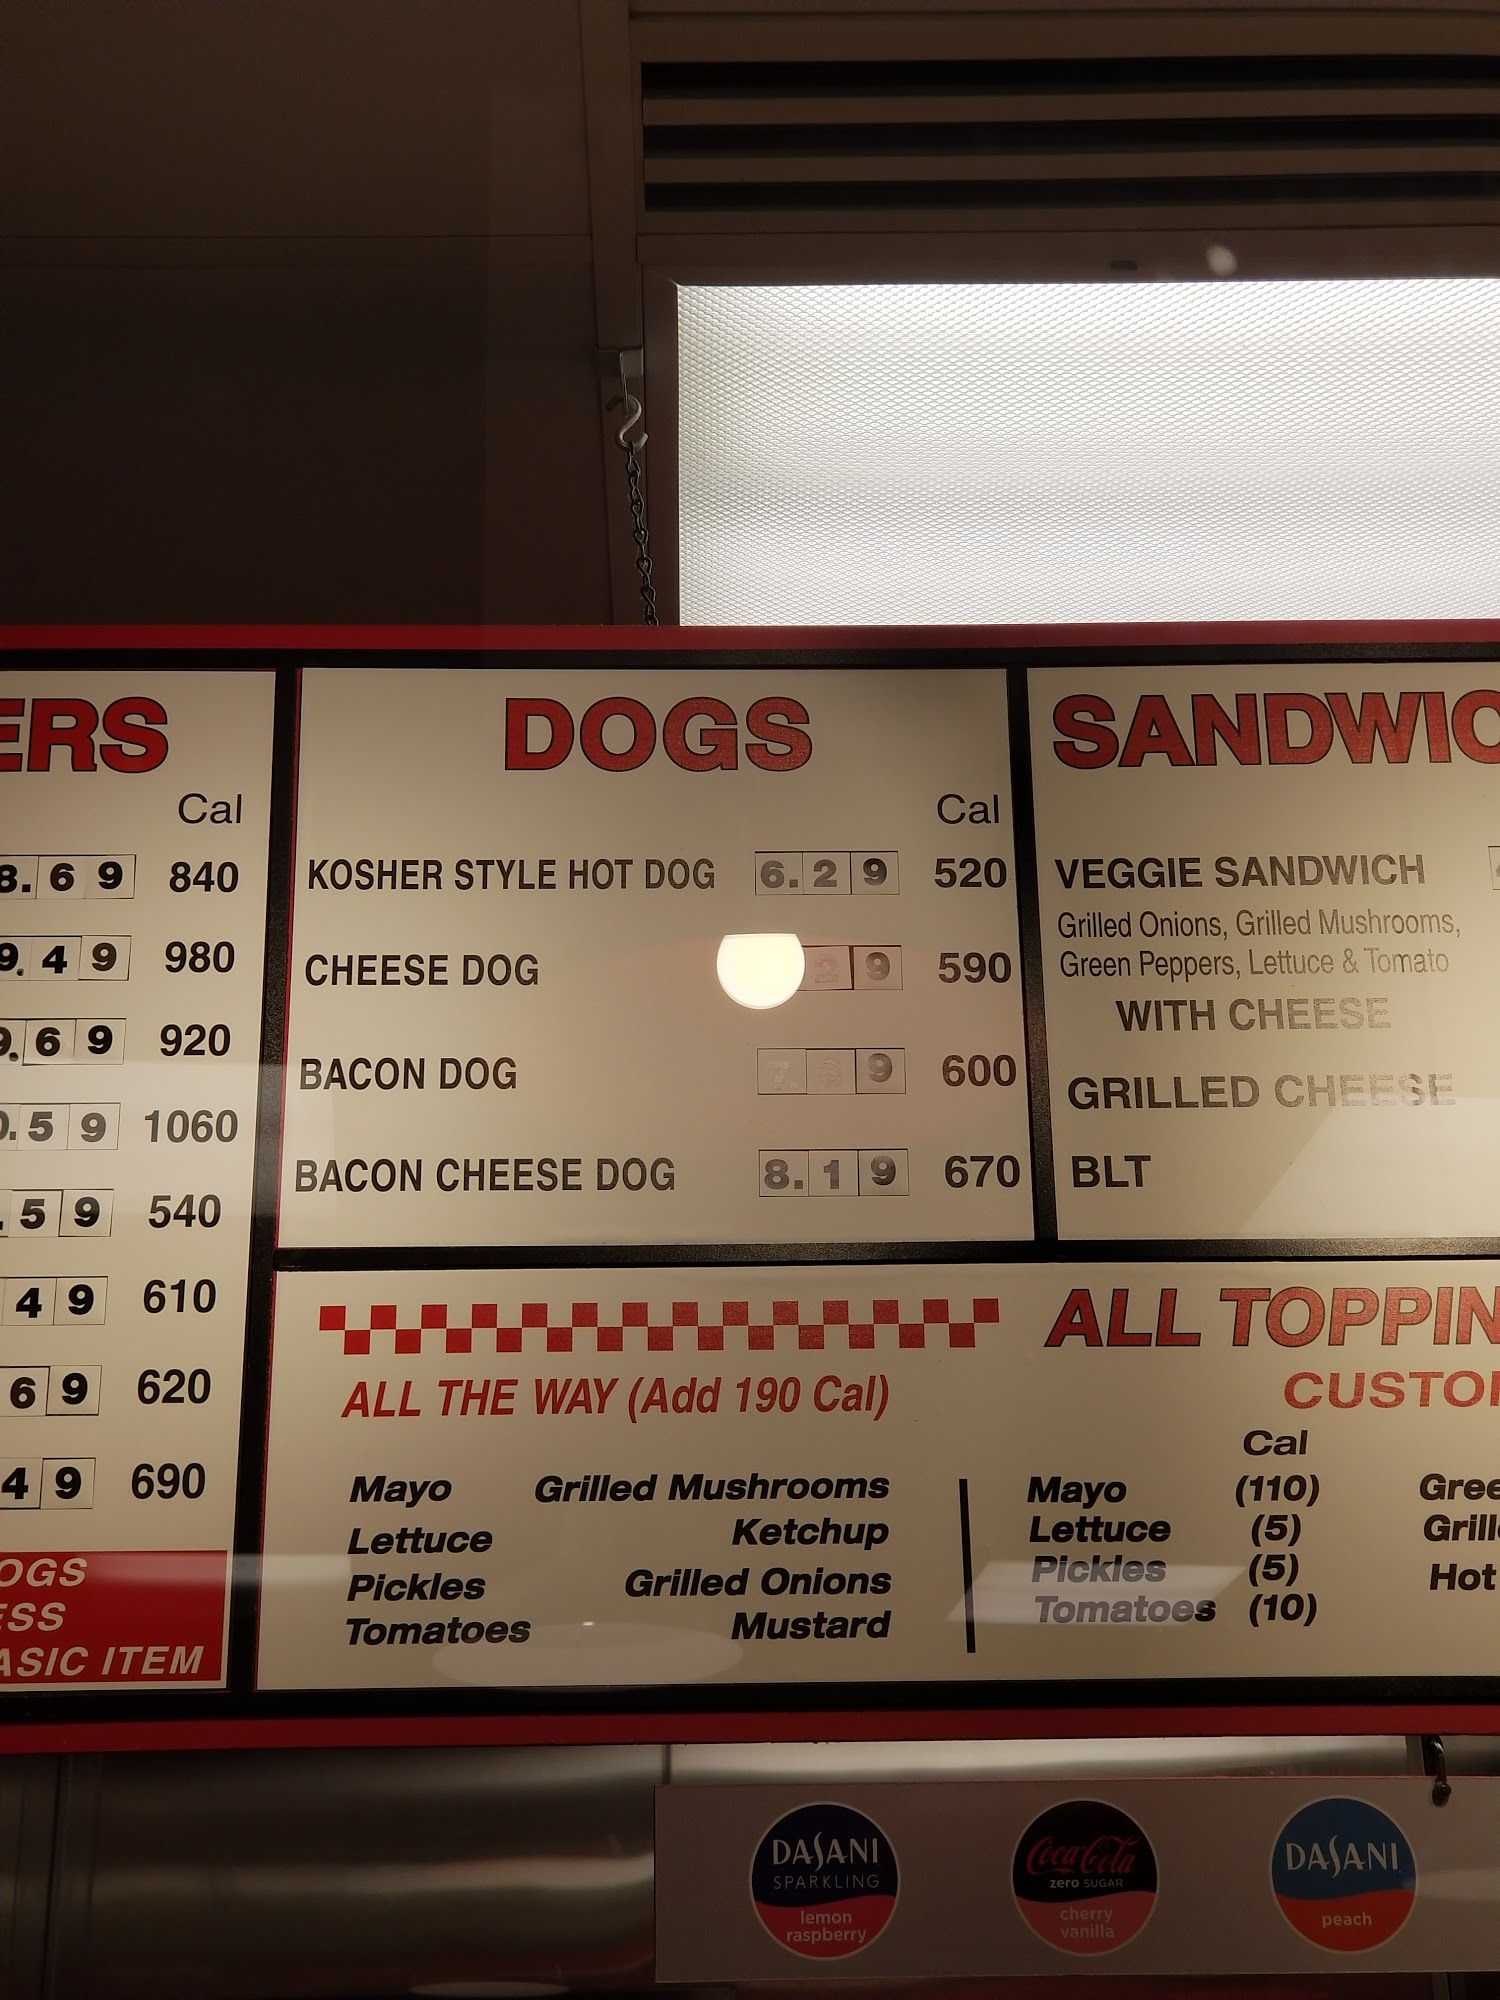 ERS
Cal
8.69 840
9.49 980
9.69 920
.59 1060
.59 540
49 610
69 620
49 690
OGS
ESS
ASIC ITEM
DOGS
Cal
KOSHER STYLE HOT DOG 6.29 520
CHEESE DOG 9 590
BACON DOG 7. 9 600
BACON CHEESE DOG 8.19 670
SANDWIC
VEGGIE SANDWICH
Grilled Onions, Grilled Mushrooms,
Green Peppers, Lettuce & Tomato
WITH CHEESE
GRILLED CHEESE
BLT
ALL THE WAY (Add 190 Cal)
Mayo Grilled Mushrooms
Lettuce Ketchup
Pickles Grilled Onions
Tomatoes Mustard
ALL TOPPIN
CUSTO
Cal
Mayo (110) Gree
Lettuce (5) Grill
Pickles (5) Hot
Tomatoes (10)
DASANI
SPARKLING
lemon
raspberry
Coca-Cola
zero SUGAR
cherry
vanilla
DASANI
peach